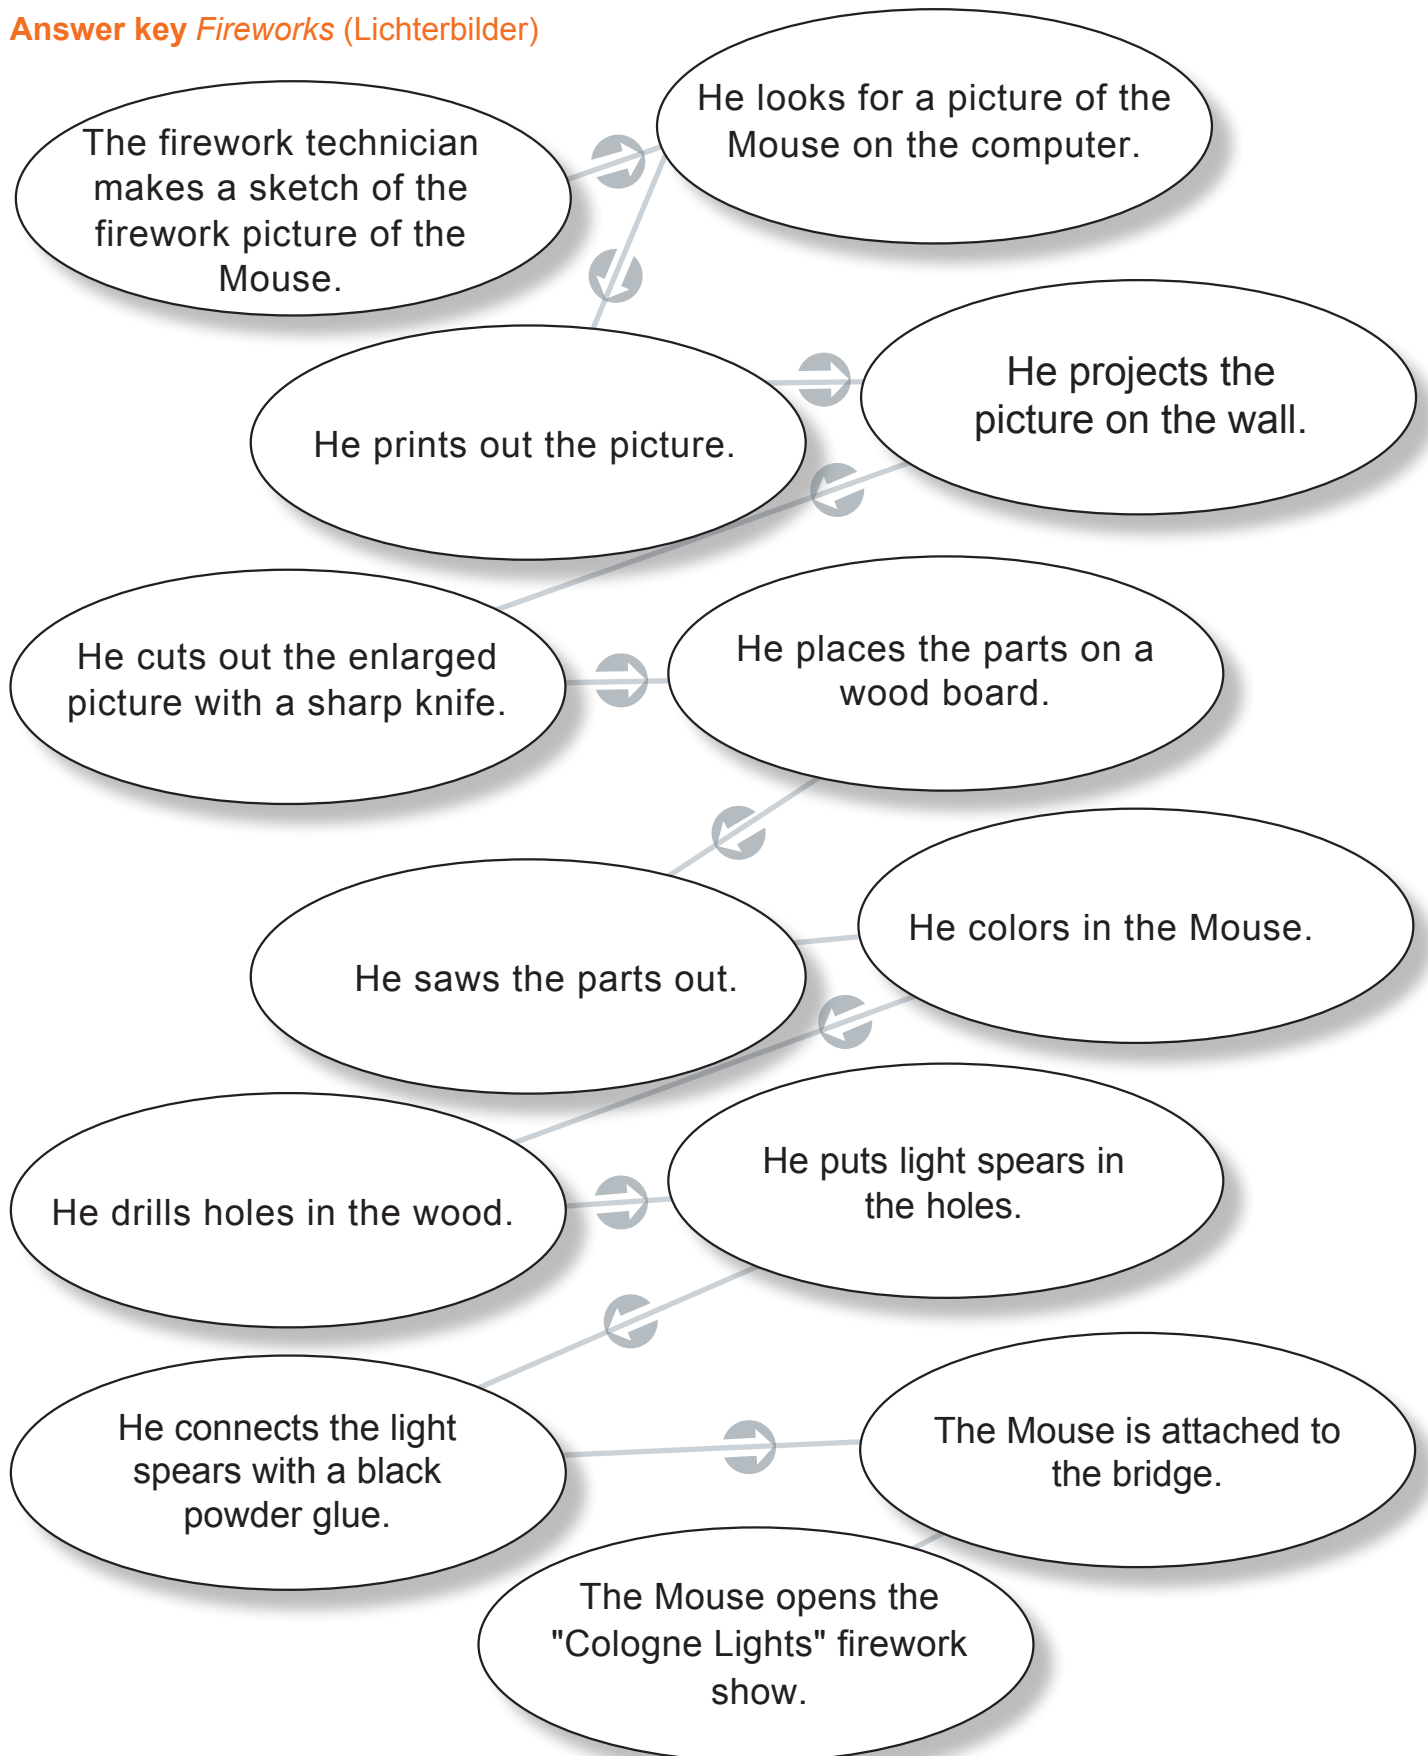 Answer key Fireworks (Lichterbilder)
The firework technician
makes a sketch of the
firework picture of the
Mouse.
He looks for a picture of the
Mouse on the computer.
He prints out the picture.
He projects the
picture on the wall.
He cuts out the enlarged
picture with a sharp knife.
He places the parts on a
wood board.
He saws the parts out.
He colors in the Mouse.
He drills holes in the wood.
He puts light spears in
the holes.
He connects the light
spears with a black
powder glue.
The Mouse is attached to
the bridge.
The Mouse opens the
"Cologne Lights" firework
show.